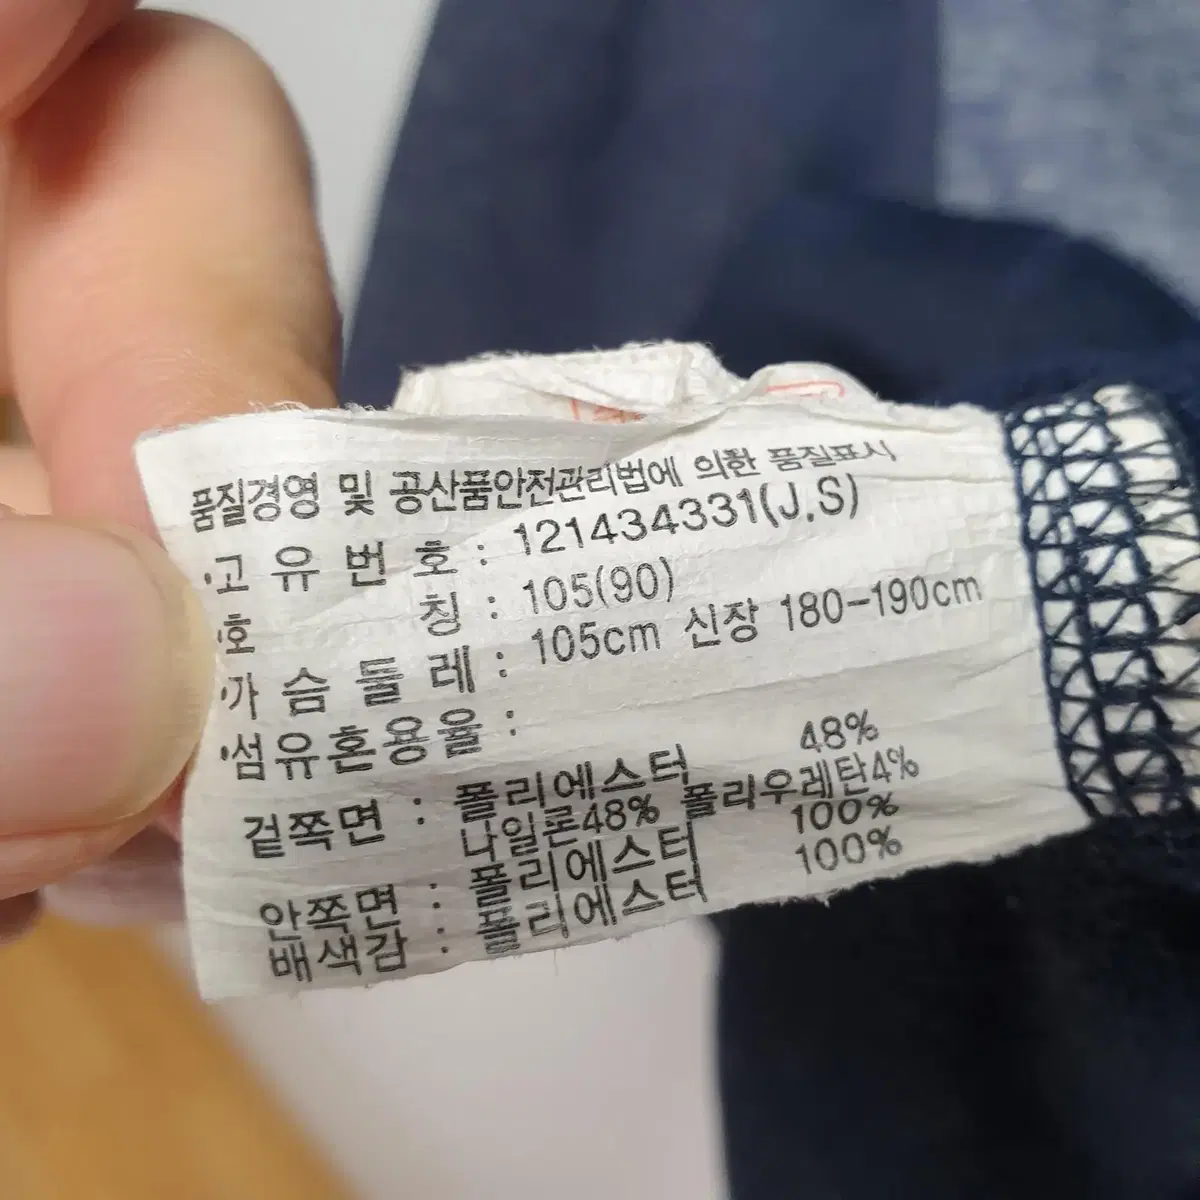 품질경영 및 공산품안전관리법에 의한 품질표시
·고 유 번 호 : 121434331(J.S)
·호 칭 : 105(90)
·가 슴 둘 레 : 105cm 신장 180-190cm
·섬유혼용율 :
겉쪽면 : 폴리에스터 48%
나일론48% 폴리우레탄4%
안쪽면 : 폴리에스터 100%
배색감 : 폴리에스터 100%